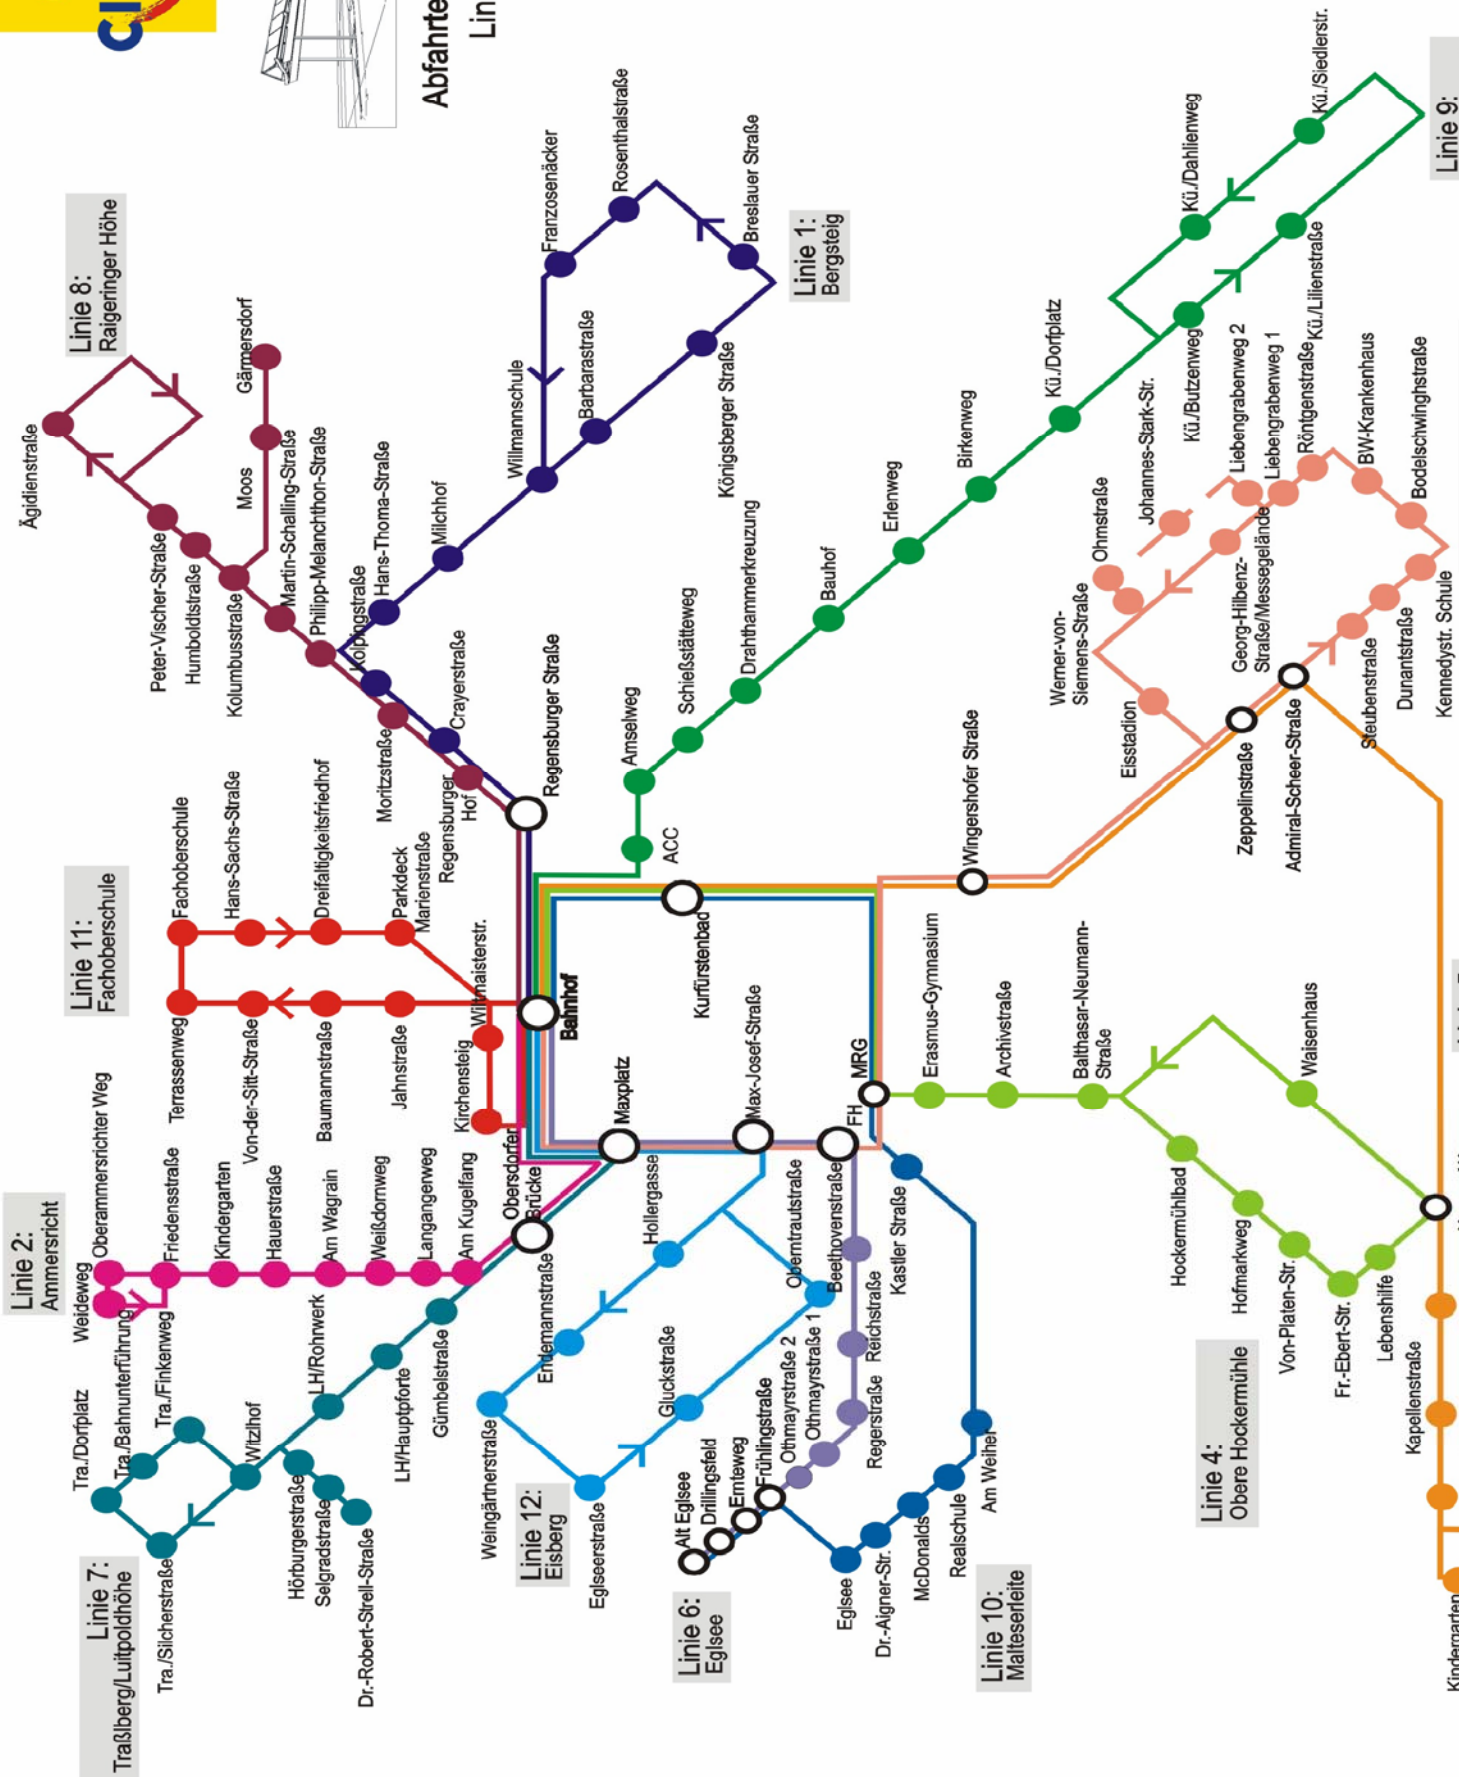 Abfahrte
Lin
Linie 8:
Raigeringer Höhe
Ägidienstraße
Peter-Vischer-Straße
Humboldtstraße
Kolumbusstraße
Moos
Gärmersdorf
Martin-Schalling-Straße
Philipp-Melanchthon-Straße
Moritzstraße
Regensburger
Hof
Kolpingstraße
Crayerstraße
Hans-Thoma-Straße
Milchhof
Willmannschule
Barbarastraße
Königsberger Straße
Breslauer Straße
Rosenthalstraße
Franzosenäcker
Linie 1:
Bergsteig
Regensburger Straße
Linie 11:
Fachoberschule
Fachoberschule
Hans-Sachs-Straße
Dreifaltigkeitsfriedhof
Parkdeck
Marienstraße
Terrassenweg
Von-der-Sitt-Straße
Baumannstraße
Jahnstraße
Kirchensteig
Wittmaisterstr.
Bahnhof
Linie 2:
Ammersricht
Oberammersrichter Weg
Weideweg
Friedensstraße
Kindergarten
Hauerstraße
Am Wagrain
Weißdornweg
Langangerweg
Am Kugelfang
Obersdorfer
Brücke
Linie 7:
Traßlberg/Luitpoldhöhe
Tra./Dorfplatz
Tra./Bahnunterführung
Tra./Finkenweg
Witzlhof
Tra./Silcherstraße
Hörburgerstraße
Selgradstraße
Dr.-Robert-Strell-Straße
LH/Rohrwerk
LH/Hauptpforte
Gümbelstraße
Maxplatz
Max-Josef-Straße
FH
MRG
Kurfürstenbad
Linie 12:
Eisberg
Hollergasse
Endemannstraße
Weingärtnerstraße
Eglseerstraße
Gluckstraße
Oberntrautstraße
Beethovenstraße
Linie 6:
Eglsee
Alt Eglsee
Drillingsfeld
Ernteweg
Frühlingstraße
Othmayrstraße 2
Othmayrstraße 1
Regerstraße
Reichstraße
Linie 10:
Malteserleite
Kastler Straße
Am Weiher
Realschule
McDonalds
Dr.-Aigner-Str.
Eglsee
ACC
Amselweg
Schießstätteweg
Drahthammerkreuzung
Bauhof
Erlenweg
Birkenweg
Kü./Dorfplatz
Kü./Butzenweg
Kü./Lilienstraße
Kü./Siedlerstr.
Kü./Dahlienweg
Linie 9:
Wingershofer Straße
Zeppelinstraße
Admiral-Scheer-Straße
Steubenstraße
Dunantstraße
Kennedystr. Schule
Bodelschwinghstraße
BW-Krankenhaus
Röntgenstraße
Liebengrabenweg 1
Liebengrabenweg 2
Johannes-Stark-Str.
Georg-Hilbenz-
Straße/Messegelände
Ohmstraße
Werner-von-
Siemens-Straße
Eisstadion
Linie 4:
Obere Hockermühle
Erasmus-Gymnasium
Archivstraße
Balthasar-Neumann-
Straße
Waisenhaus
Hockermühlbad
Hofmarkweg
Von-Platen-Str.
Fr.-Ebert-Str.
Lebenshilfe
Kapellenstraße
Kindergarten